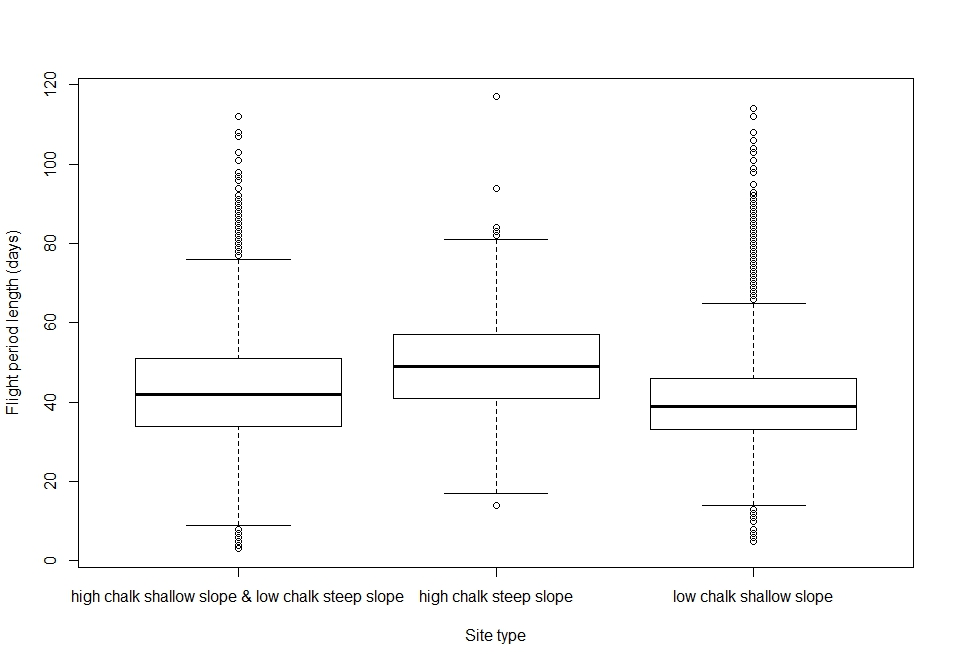 120
100
80
60
40
20
0
Flight period length (days)
high chalk shallow slope & low chalk steep slope
high chalk steep slope
low chalk shallow slope
Site type